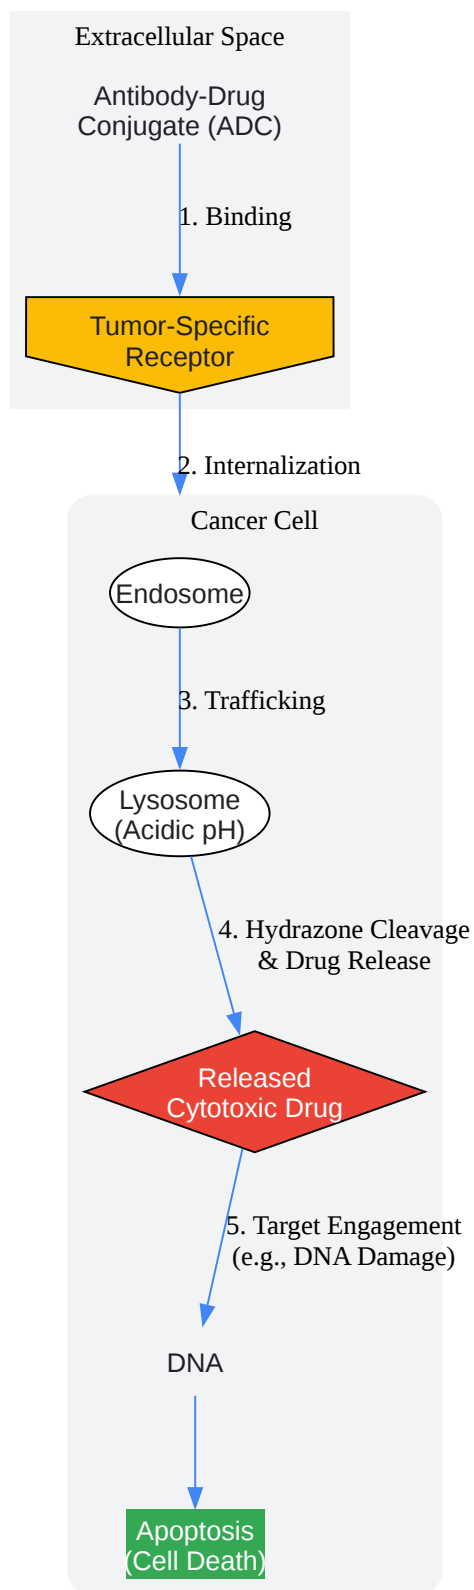 Extracellular Space
Antibody-Drug
Conjugate (ADC)
1. Binding
Tumor-Specific
Receptor
2. Internalization
Cancer Cell
Endosome
3. Trafficking
Lysosome
(Acidic pH)
4. Hydrazone Cleavage
& Drug Release
Released
Cytotoxic Drug
5. Target Engagement
(e.g., DNA Damage)
DNA
Apoptosis
(Cell Death)